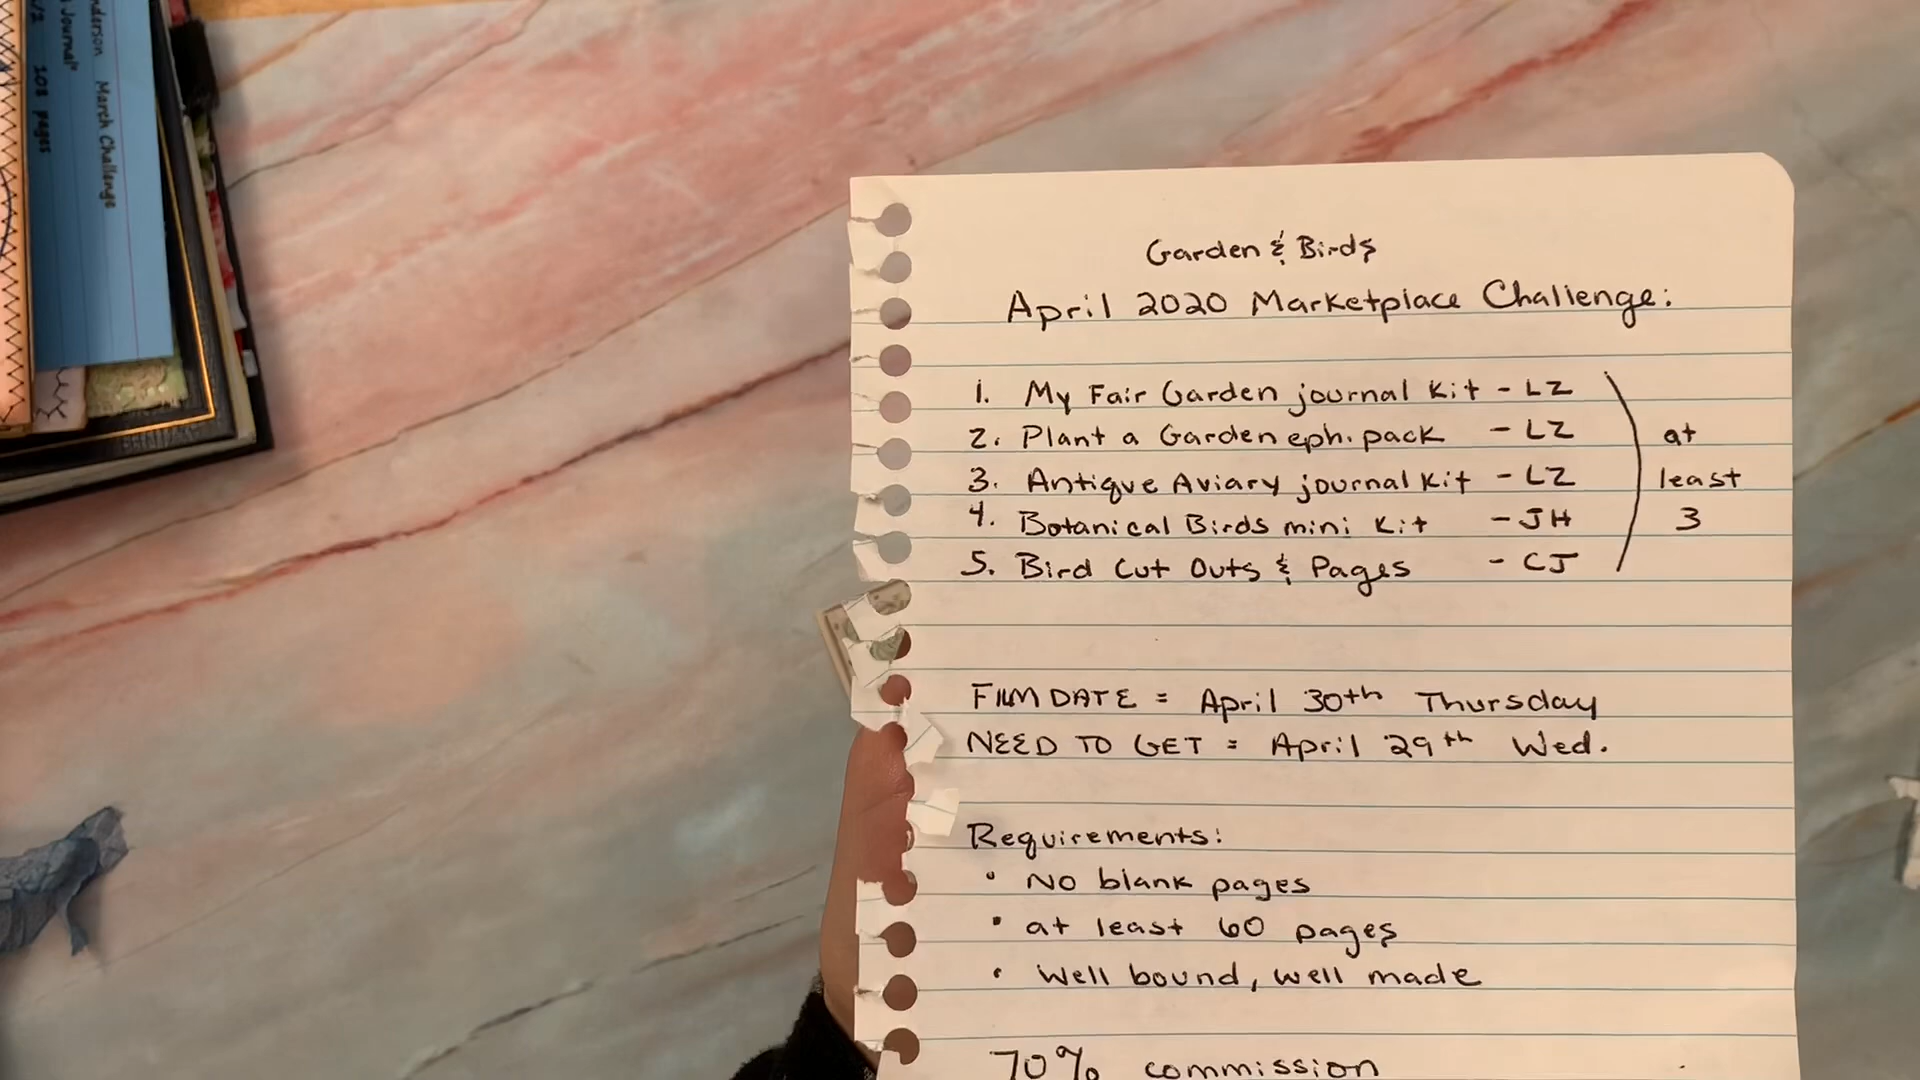 nderson March Challenge
Journal"
/2 108 pages
Garden & Birds
April 2020 Marketplace Challenge:
1. My Fair Garden journal Kit - LZ
2. Plant a Garden eph. pack - LZ
3. Antique Aviary journal Kit - LZ
4. Botanical Birds mini Kit - JH
5. Bird Cut Outs & Pages - CJ
at
least
3
FILM DATE = April 30th Thursday
NEED TO GET = April 29th Wed.
Requirements:
• No blank pages
• at least 60 pages
• Well bound, well made
70% commission